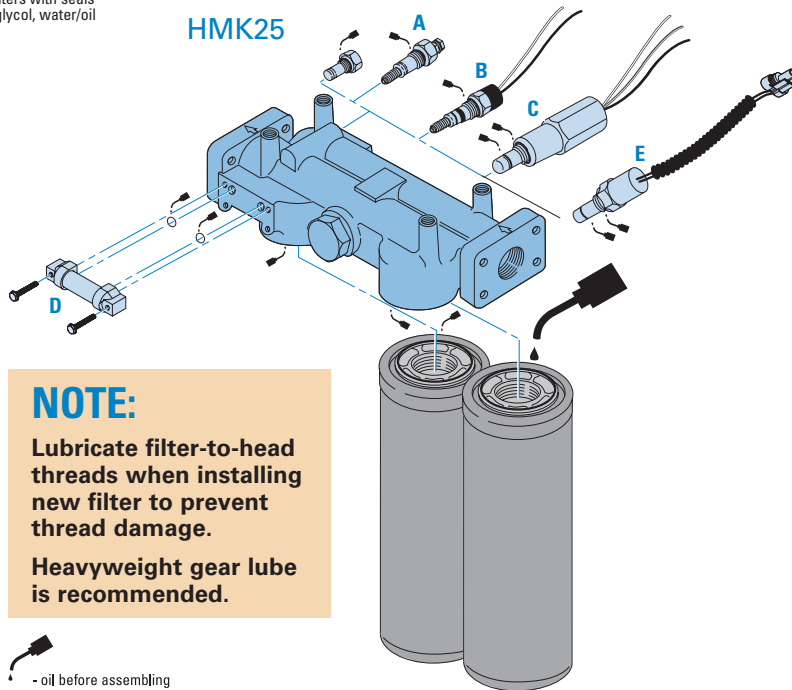 glycol, water/oil
HMK25
A
B
C
E
D
NOTE:
Lubricate filter-to-head
threads when installing
new filter to prevent
thread damage.
Heavyweight gear lube
is recommended.
- oil before assembling